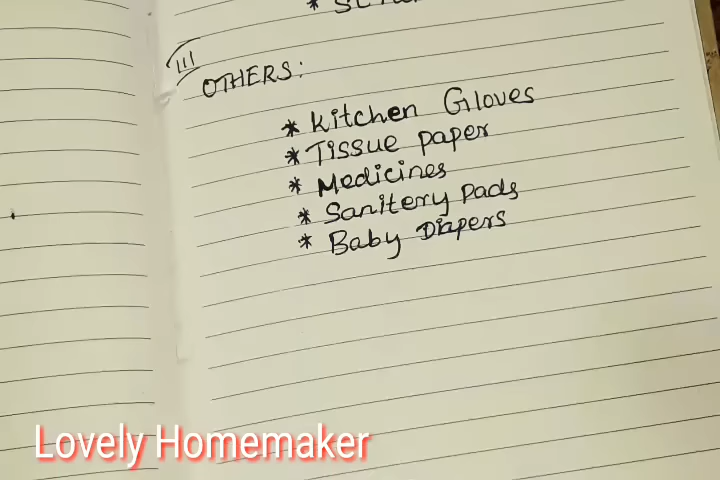 III
OTHERS:
* Kitchen Gloves
* Tissue paper
* Medicines
* Sanitery Pads
* Baby Diapers
Lovely Homemaker